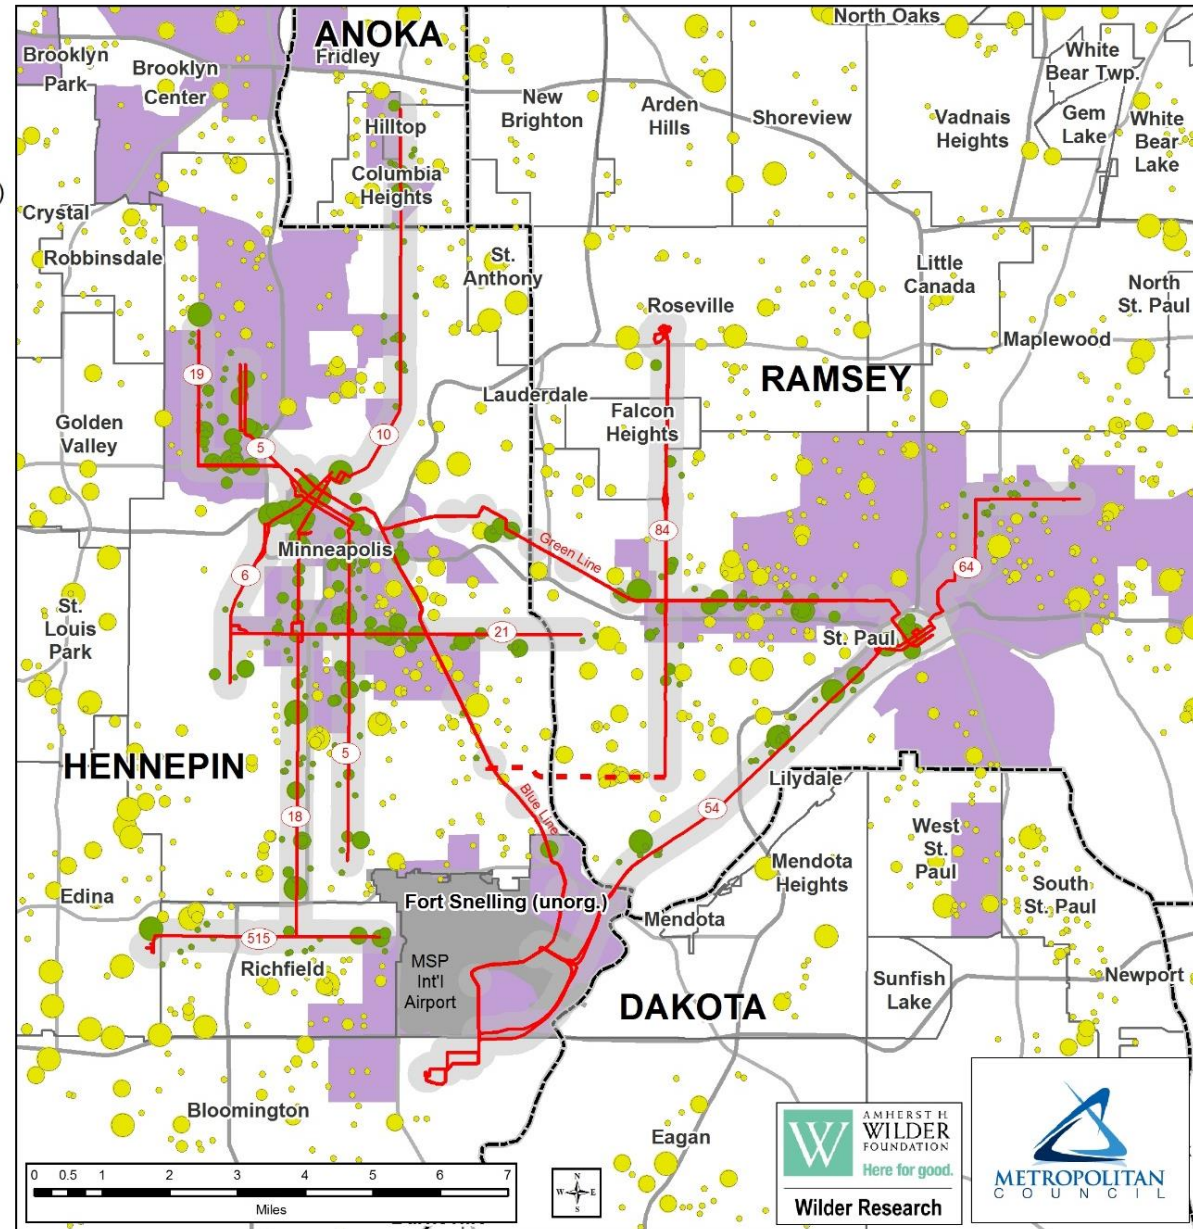 ANOKA
North Oaks
Fridley
Brooklyn
Park
Brooklyn
Center
White
Bear Twp.
New
Brighton
Arden
Hills
Shoreview
Vadnais
Heights
Gem
Lake
White
Bear
Lake
Hilltop
Columbia
Heights
)
Crystal
Robbinsdale
St.
Anthony
Little
Canada
North
St. Paul
Roseville
Maplewood
RAMSEY
19
Lauderdale
Golden
Valley
Falcon
Heights
5
10
84
Green Line
Minneapolis
6
64
St.
Louis
Park
21
St. Paul
HENNEPIN
5
Lilydale
18
Blue Line
54
West
St.
Paul
Mendota
Heights
Edina
Fort Snelling (unorg.)
South
St. Paul
Mendota
515
Richfield
MSP
Int'l
Airport
Sunfish
Lake
Newport
DAKOTA
Bloomington
Eagan
0 0.5 1 2 3 4 5 6 7
Miles
N
W E
S
W
AMHERST H
WILDER
FOUNDATION
Here for good.
Wilder Research
METROPOLITAN
COUNCIL